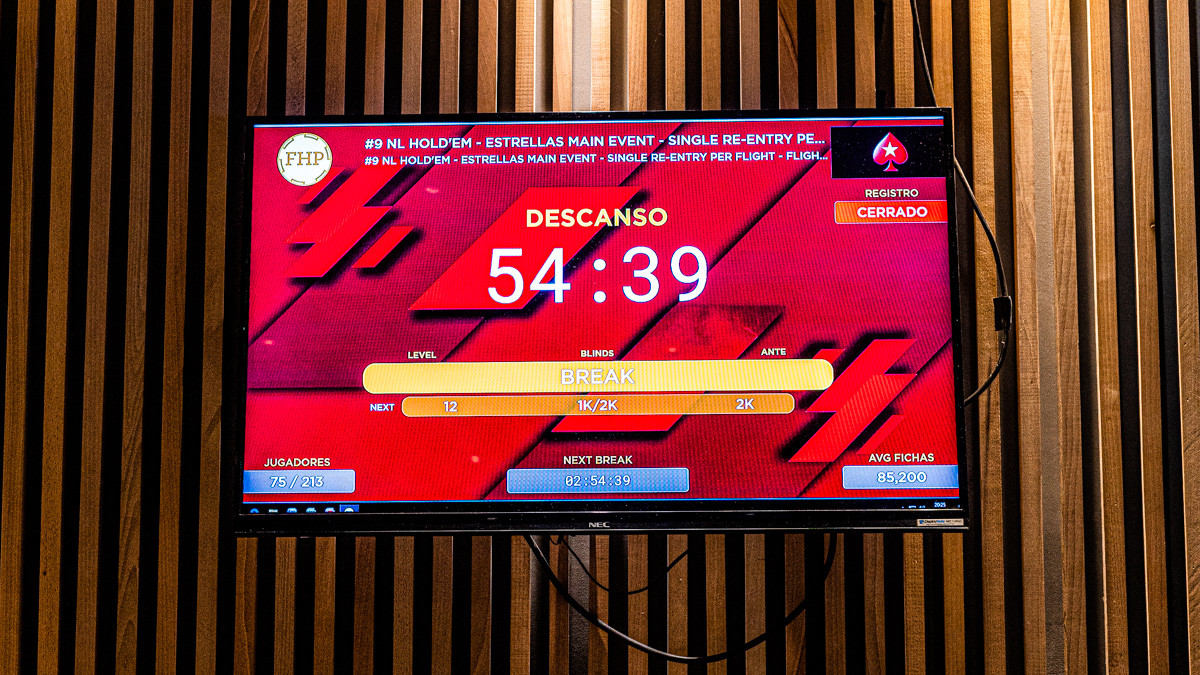 FHP
#9 NL HOLD'EM - ESTRELLAS MAIN EVENT - SINGLE RE-ENTRY PE...
#9 NL HOLD'EM - ESTRELLAS MAIN EVENT - SINGLE RE-ENTRY PER FLIGHT - FLIGH...
REGISTRO
CERRADO
DESCANSO
54:39
LEVEL BLINDS ANTE
BREAK
NEXT 12 1K/2K 2K
JUGADORES
75 / 213
NEXT BREAK
02:54:39
AVG FICHAS
85,200
20:25
NEC